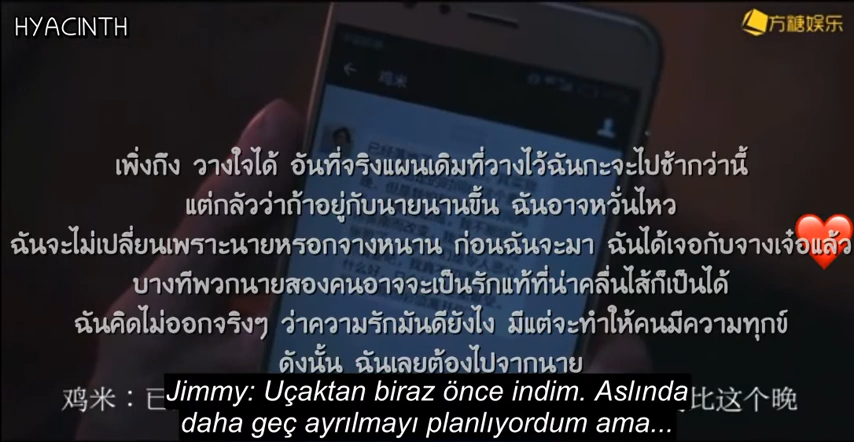 HYACINTH
方糖娱乐
鸡米
เพิ่งถึง วางใจได้ อันที่จริงแผนเดิมที่วางไว้ฉันกะจะไปช้ากว่านี้
แต่กลัวว่าถ้าอยู่กับนายนานขึ้น ฉันอาจหวั่นไหว
ฉันจะไม่เปลี่ยนเพราะนายหรอกจางหนาน ก่อนฉันจะมา ฉันได้เจอกับจางเจ๋อแล้ว
บางทีพวกนายสองคนอาจจะเป็นรักแท้ที่น่าคลื่นไส้ก็เป็นได้
ฉันคิดไม่ออกจริงๆ ว่าความรักมันดียังไง มีแต่จะทำให้คนมีความทุกข์
ดังนั้น ฉันเลยต้องไปจากนาย
鸡米：已
比这个晚
Jimmy: Uçaktan biraz önce indim. Aslında
daha geç ayrılmayı planlıyordum ama...